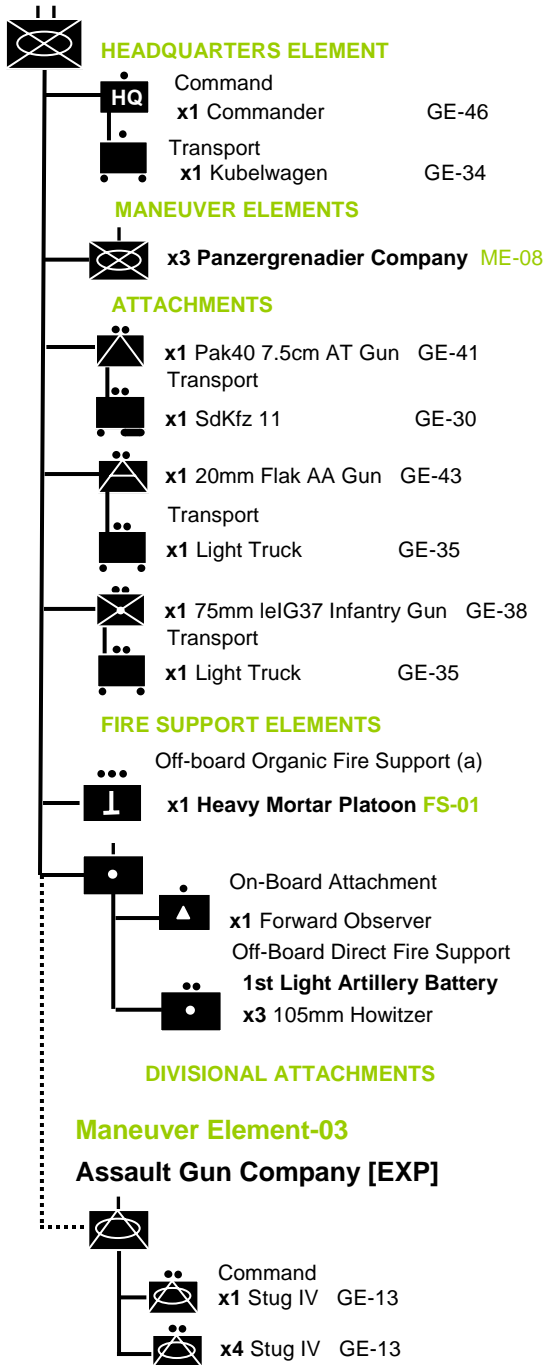 HEADQUARTERS ELEMENT
Command
HQ
x1 Commander GE-46
Transport
x1 Kubelwagen GE-34
MANEUVER ELEMENTS
x3 Panzergrenadier Company ME-08
ATTACHMENTS
x1 Pak40 7.5cm AT Gun GE-41
Transport
x1 SdKfz 11 GE-30
x1 20mm Flak AA Gun GE-43
Transport
x1 Light Truck GE-35
x1 75mm leIG37 Infantry Gun GE-38
Transport
x1 Light Truck GE-35
FIRE SUPPORT ELEMENTS
Off-board Organic Fire Support (a)
x1 Heavy Mortar Platoon FS-01
On-Board Attachment
x1 Forward Observer
Off-Board Direct Fire Support
1st Light Artillery Battery
x3 105mm Howitzer
DIVISIONAL ATTACHMENTS
Maneuver Element-03
Assault Gun Company [EXP]
Command
x1 Stug IV GE-13
x4 Stug IV GE-13